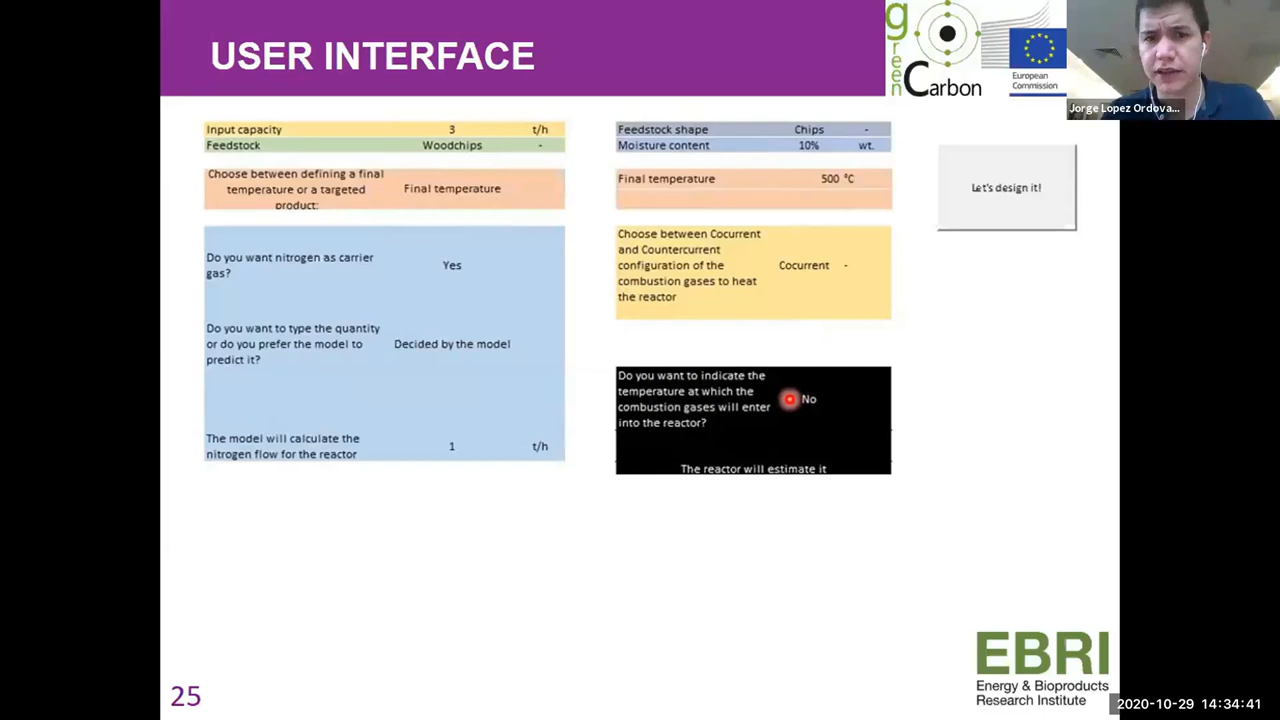 USER INTERFACE
green
Carbon
European
Commission
Jorge Lopez Ordova...
Input capacity 3 t/h
Feedstock Woodchips -
Feedstock shape Chips -
Moisture content 10% wt.
Choose between defining a final
temperature or a targeted
product:
Final temperature
Final temperature 500 °C
Let's design it!
Do you want nitrogen as carrier
gas?
Yes
Do you want to type the quantity
or do you prefer the model to
predict it?
Decided by the model
The model will calculate the
nitrogen flow for the reactor
1 t/h
Choose between Cocurrent
and Countercurrent
configuration of the
combustion gases to heat
the reactor
Cocurrent -
Do you want to indicate the
temperature at which the
combustion gases will enter
into the reactor?
No
The reactor will estimate it
25
EBRI
Energy & Bioproducts
Research Institute
2020-10-29 14:34:41